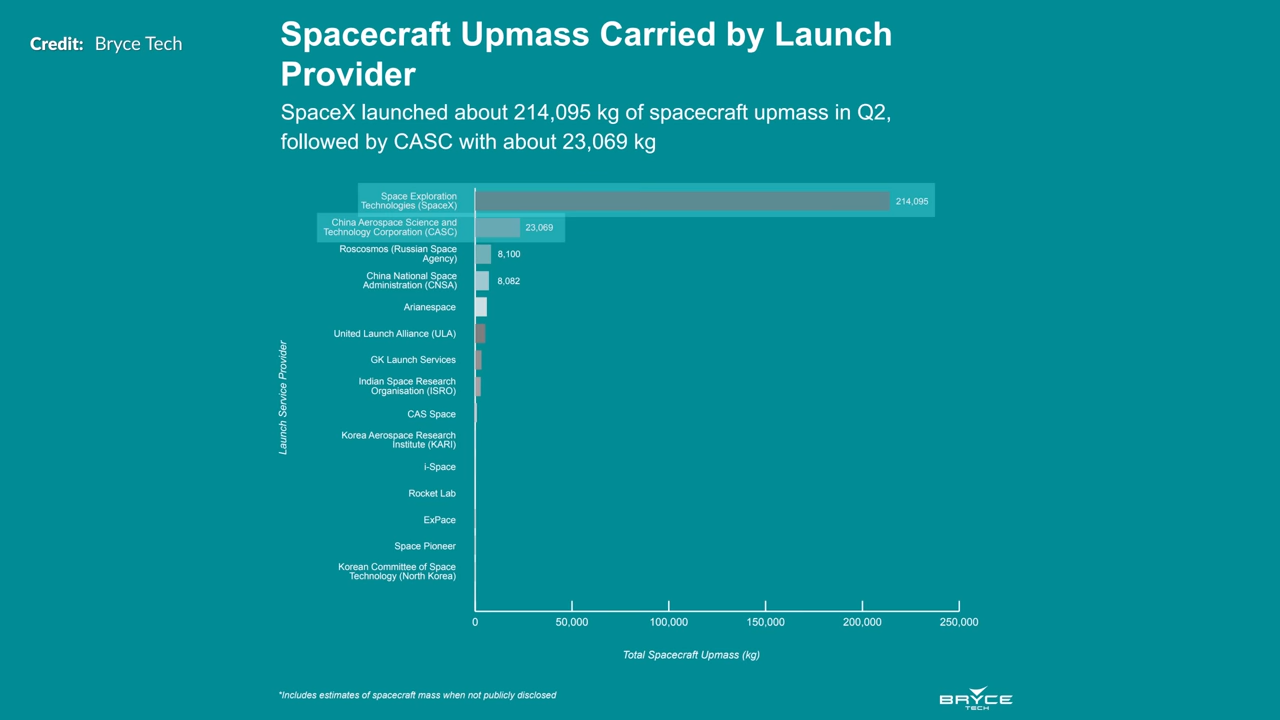 Credit: Bryce Tech
Spacecraft Upmass Carried by Launch
Provider
SpaceX launched about 214,095 kg of spacecraft upmass in Q2,
followed by CASC with about 23,069 kg
Space Exploration
Technologies (SpaceX)
214,095
China Aerospace Science and
Technology Corporation (CASC)
23,069
Roscosmos (Russian Space
Agency)
8,100
China National Space
Administration (CNSA)
8,082
Arianespace
United Launch Alliance (ULA)
GK Launch Services
Indian Space Research
Organisation (ISRO)
CAS Space
Korea Aerospace Research
Institute (KARI)
i-Space
Rocket Lab
ExPace
Space Pioneer
Korean Committee of Space
Technology (North Korea)
Launch Service Provider
0 50,000 100,000 150,000 200,000 250,000
Total Spacecraft Upmass (kg)
*Includes estimates of spacecraft mass when not publicly disclosed
BRYCE
TECH